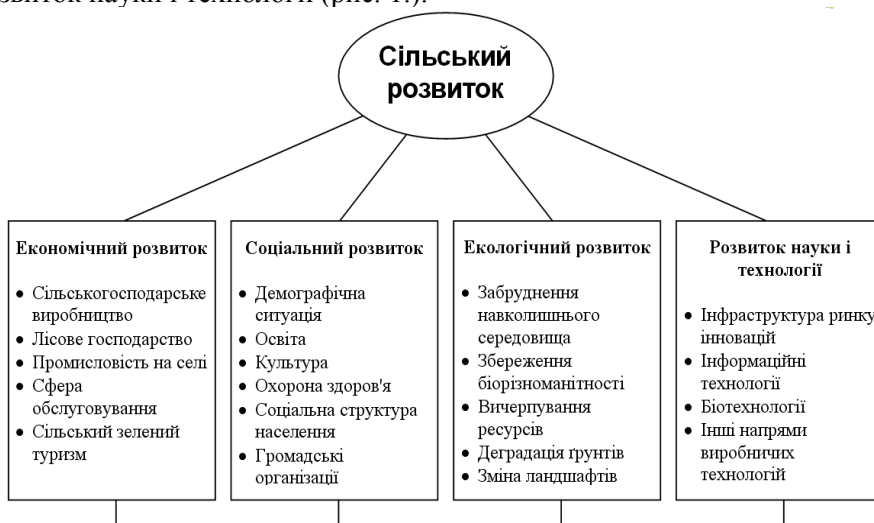 звиток науки і технології (рис. 1.).
Сільський
розвиток
Економічний розвиток
• Сільськогосподарське
виробництво
• Лісове господарство
• Промисловість на селі
• Сфера
обслуговування
• Сільський зелений
туризм
Соціальний розвиток
• Демографічна
ситуація
• Освіта
• Культура
• Охорона здоров'я
• Соціальна структура
населення
• Громадські
організації
Екологічний розвиток
• Забруднення
навколишнього
середовища
• Збереження
біорізноманітності
• Вичерпування
ресурсів
• Деградація ґрунтів
• Зміна ландшафтів
Розвиток науки і
технології
• Інфраструктура ринку
інновацій
• Інформаційні
технології
• Біотехнології
• Інші напрями
виробничих
технологій